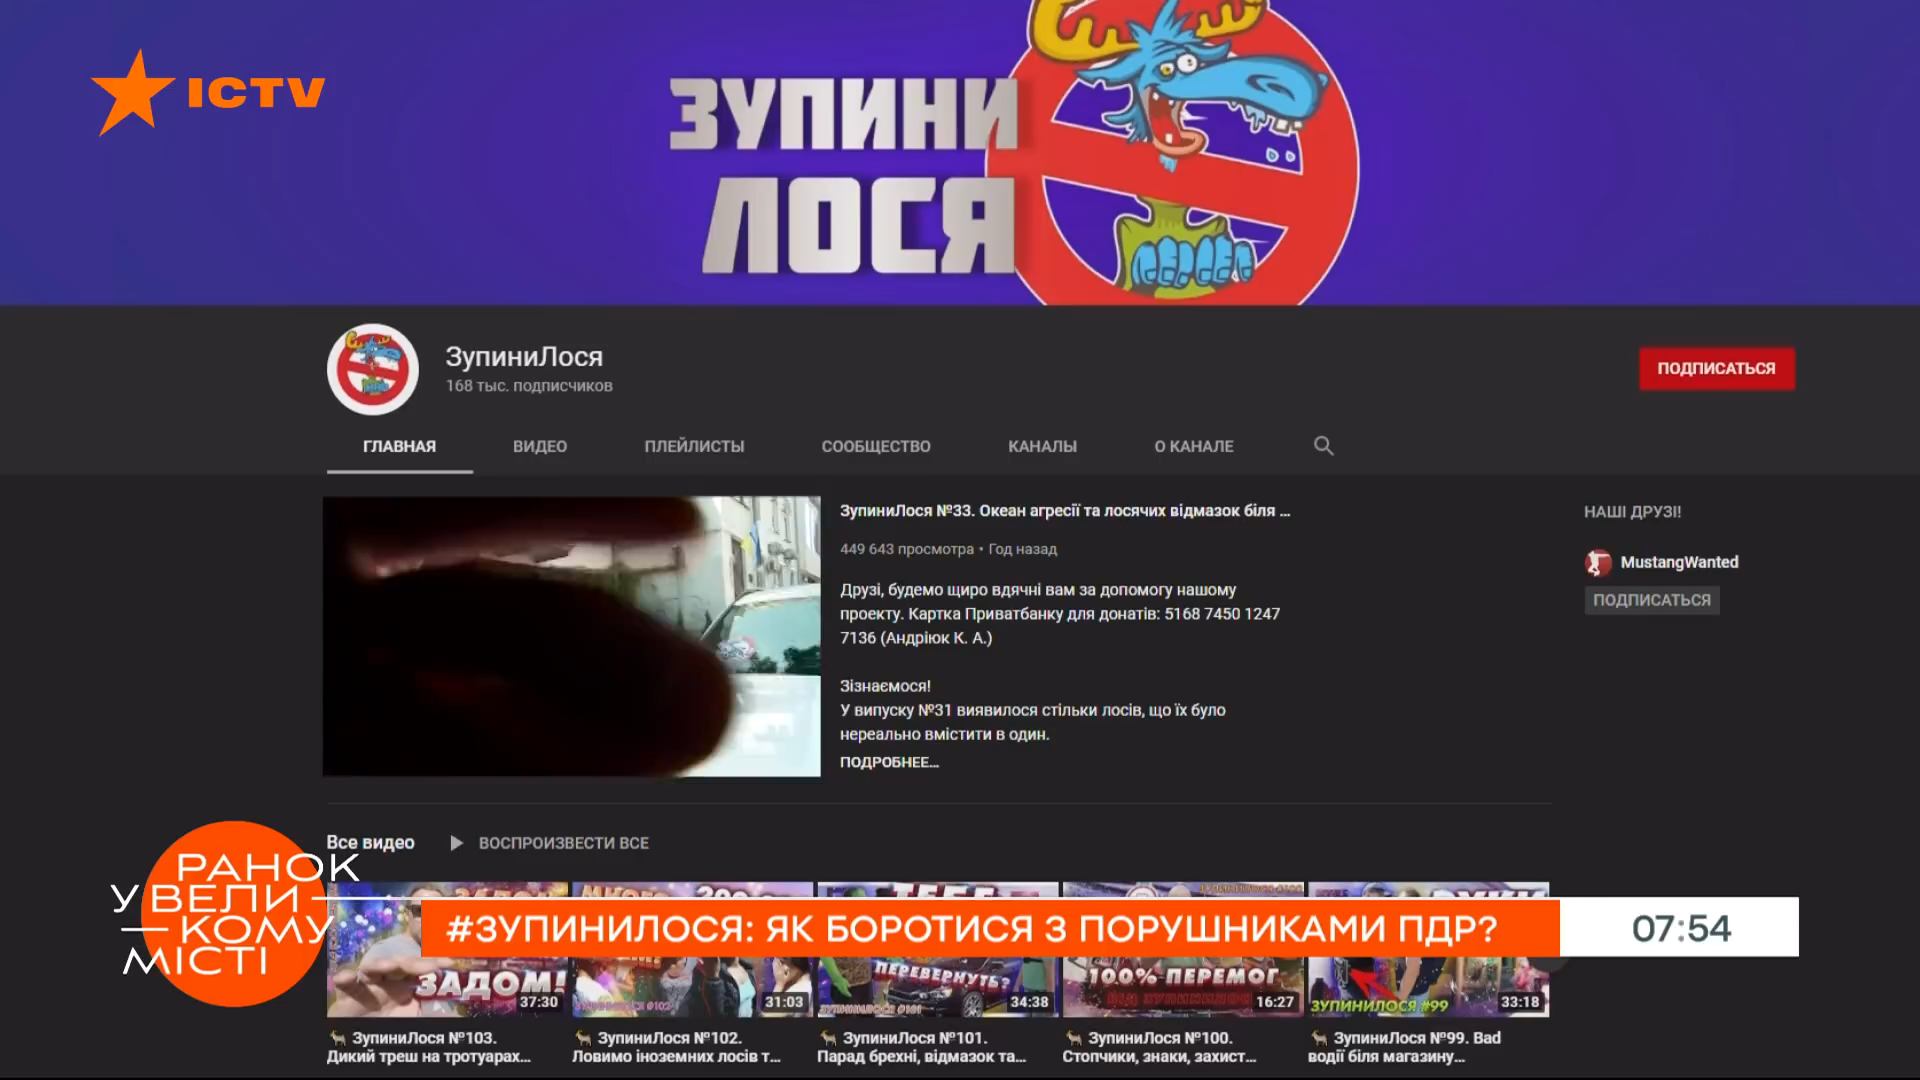 ICTV
ЗУПИНИ
ЛОСЯ
ЗупиниЛося
168 тыс. подписчиков
ПОДПИСАТЬСЯ
ГЛАВНАЯ ВИДЕО ПЛЕЙЛИСТЫ СООБЩЕСТВО КАНАЛЫ О КАНАЛЕ
ЗупиниЛося №33. Океан агресії та лосячих відмазок біля ...
449 643 просмотра • Год назад
Друзі, будемо щиро вдячні вам за допомогу нашому
проекту. Картка Приватбанку для донатів: 5168 7450 1247
7136 (Андріюк К. А.)
Зізнаємося!
У випуску №31 виявилося стільки лосів, що їх було
нереально вмістити в один.
ПОДРОБНЕЕ...
НАШІ ДРУЗІ!
MustangWanted
ПОДПИСАТЬСЯ
Все видео ВОСПРОИЗВЕСТИ ВСЕ
РАНОК
У ВЕЛИ—
—КОМУ
МІСТІ
#ЗУПИНИЛОСЯ: ЯК БОРОТИСЯ З ПОРУШНИКАМИ ПДР?
07:54
ЗАДОМ!
37:30
31:03
ПЕРЕВЕРНУТЬ?
34:38
100% ПЕРЕМОГ
16:27
ЗУПИНИЛОСЯ #99
33:18
ЗупиниЛося №103.
Дикий треш на тротуарах...
ЗупиниЛося №102.
Ловимо іноземних лосів т...
ЗупиниЛося №101.
Парад брехні, відмазок та...
ЗупиниЛося №100.
Стопчики, знаки, захист...
ЗупиниЛося №99. Bad
водії біля магазину...